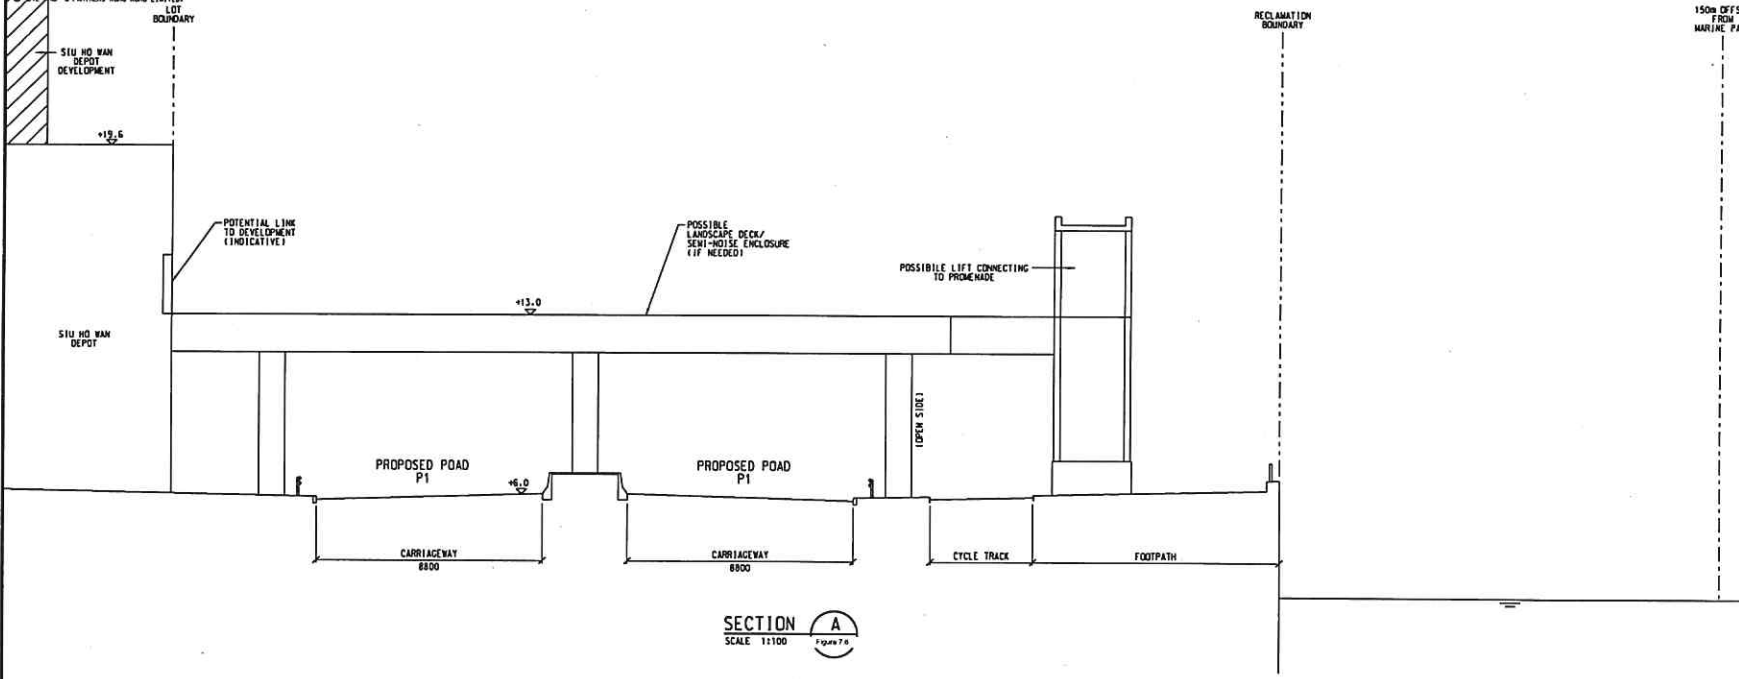 LOT
BOUNDARY
RECLAMATION
BOUNDARY
150m OFFS
FROM
MARINE PA
SIU HO WAN
DEPOT
DEVELOPMENT
+19.6
POTENTIAL LINK
TO DEVELOPMENT
(INDICATIVE)
POSSIBLE
LANDSCAPE DECK/
SEMI-NOISE ENCLOSURE
(IF NEEDED)
POSSIBILE LIFT CONNECTING
TO PROMENADE
+13.0
SIU HO WAN
DEPOT
(OPEN SIDE)
PROPOSED POAD
P1
PROPOSED POAD
P1
+6.0
CARRIAGEWAY
8800
CARRIAGEWAY
8800
CYCLE TRACK
FOOTPATH
SECTION A
SCALE 1:100
Figure 7.6